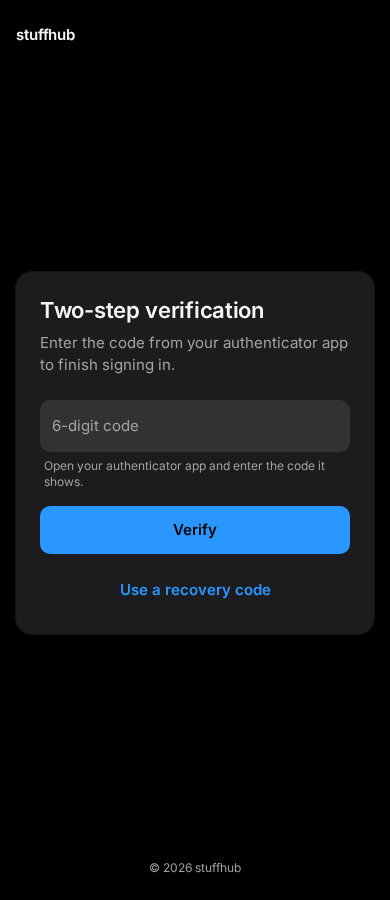 stuffhub
Two-step verification
Enter the code from your authenticator app
to finish signing in.
6-digit code
Open your authenticator app and enter the code it
shows.
Verify
Use a recovery code
© 2026 stuffhub